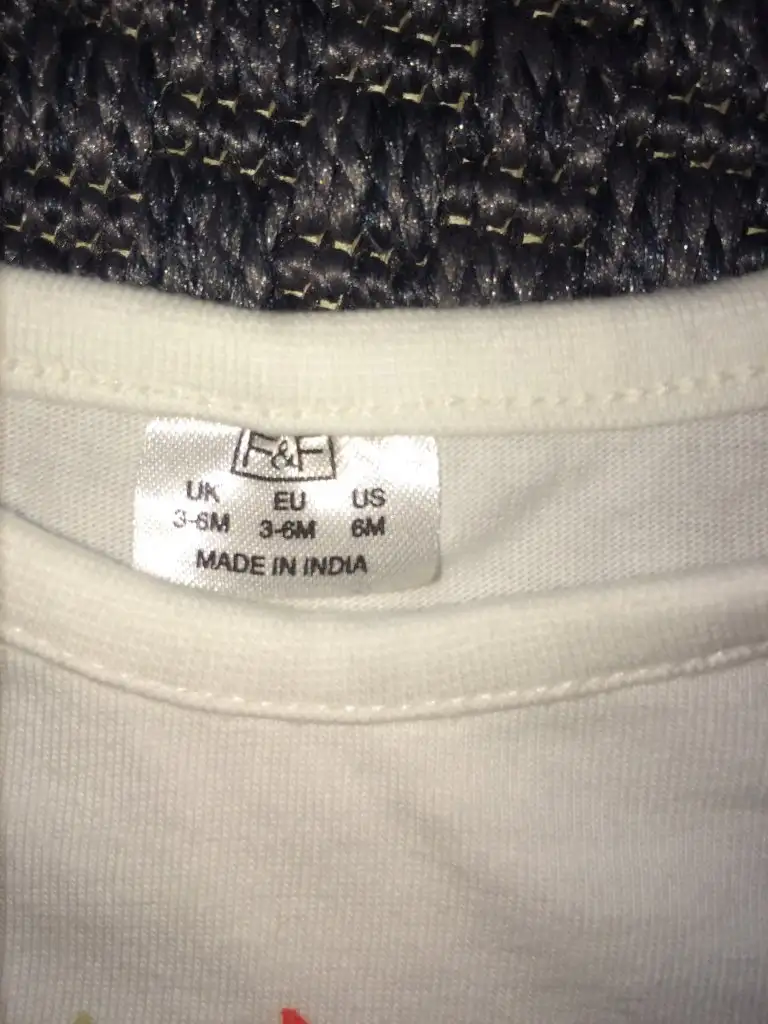 F&F
UK EU US
3-6M 3-6M 6M
MADE IN INDIA